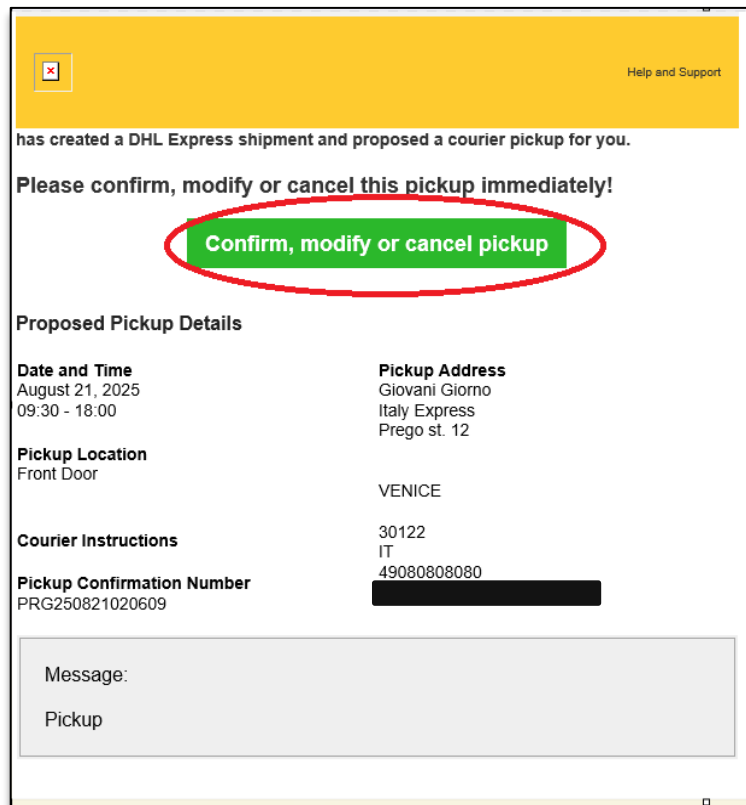 Help and Support
has created a DHL Express shipment and proposed a courier pickup for you.
Please confirm, modify or cancel this pickup immediately!
Confirm, modify or cancel pickup
Proposed Pickup Details
Date and Time
August 21, 2025
09:30 - 18:00
Pickup Location
Front Door
Courier Instructions
Pickup Confirmation Number
PRG250821020609
Pickup Address
Giovani Giorno
Italy Express
Prego st. 12
VENICE
30122
IT
49080808080
Message:
Pickup